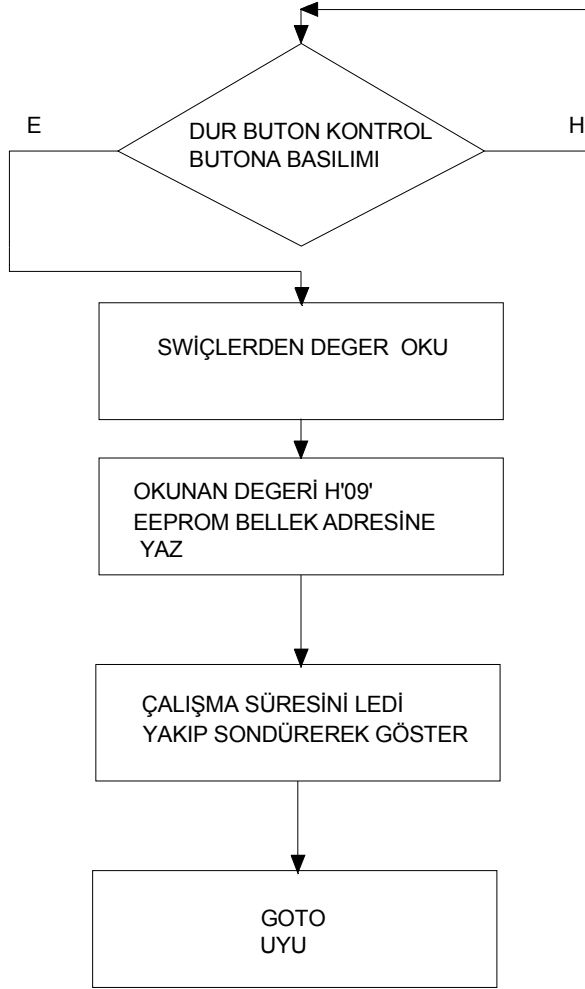 E
DUR BUTON KONTROL
H
BUTONA BASILIMI
SWİÇLERDEN DEGER OKU
OKUNAN DEGERİ H'09'
EEPROM BELLEK ADRESİNE
YAZ
ÇALIŞMA SÜRESİNİ LEDİ
YAKIP SONDÜREREK GÖSTER
GOTO
UYU